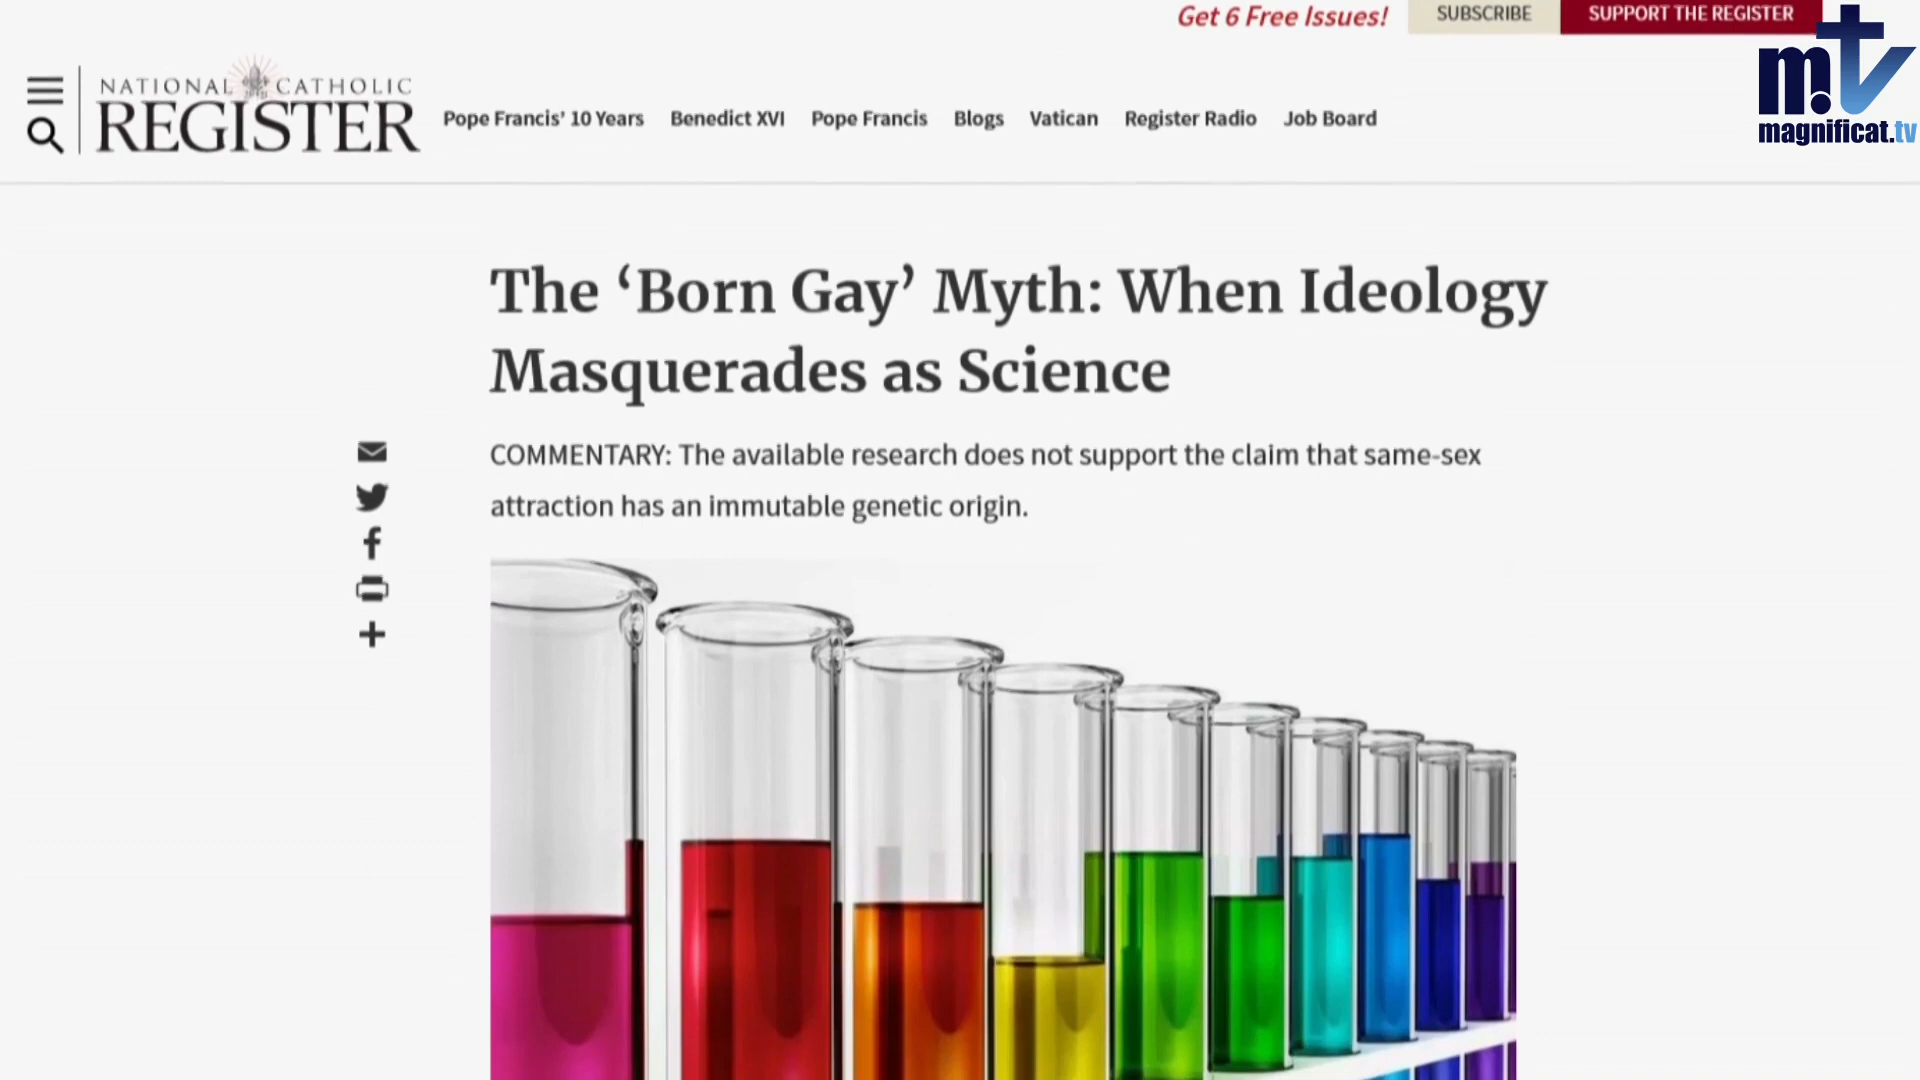 Get 6 Free Issues!
SUBSCRIBE
SUPPORT THE REGISTER
mtv
magnificat.tv
NATIONAL CATHOLIC
REGISTER
Pope Francis’ 10 Years
Benedict XVI
Pope Francis
Blogs
Vatican
Register Radio
Job Board
The ‘Born Gay’ Myth: When Ideology
Masquerades as Science
COMMENTARY: The available research does not support the claim that same-sex
attraction has an immutable genetic origin.